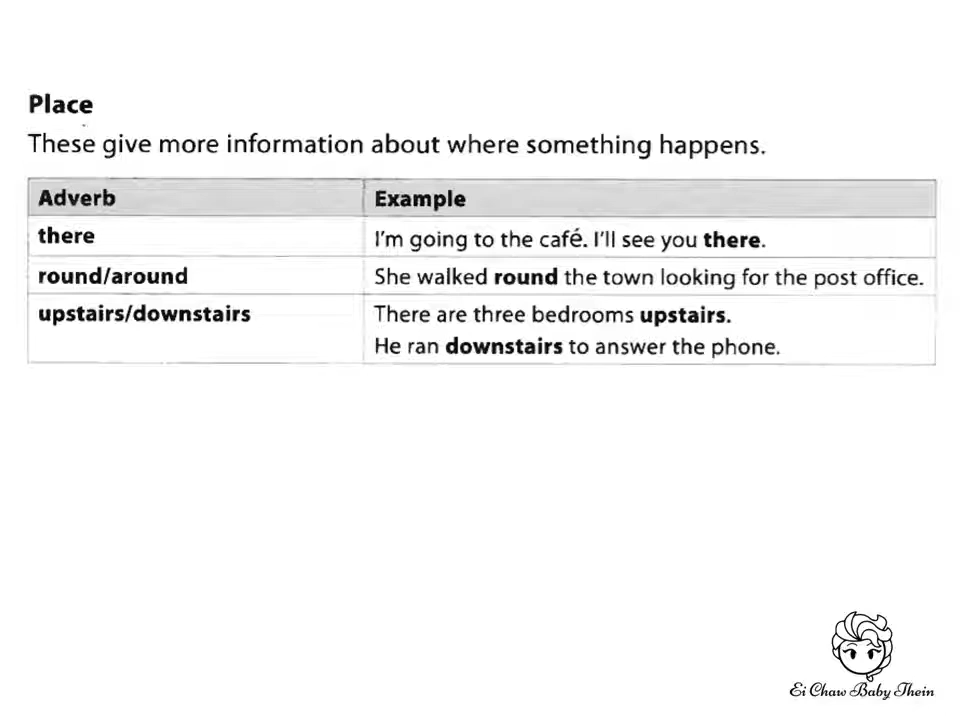 Place
These give more information about where something happens.
Adverb Example
there I'm going to the café. I'll see you there.
round/around She walked round the town looking for the post office.
upstairs/downstairs There are three bedrooms upstairs.
He ran downstairs to answer the phone.
Ei Chaw Baby Thein